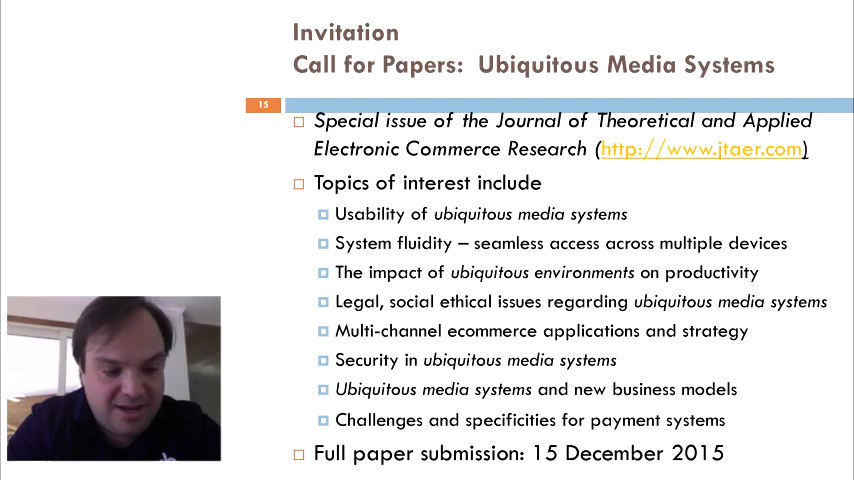 Invitation
Call for Papers: Ubiquitous Media Systems
15
Special issue of the Journal of Theoretical and Applied
Electronic Commerce Research (http://www.jtaer.com)
Topics of interest include
Usability of ubiquitous media systems
System fluidity – seamless access across multiple devices
The impact of ubiquitous environments on productivity
Legal, social ethical issues regarding ubiquitous media systems
Multi-channel ecommerce applications and strategy
Security in ubiquitous media systems
Ubiquitous media systems and new business models
Challenges and specificities for payment systems
Full paper submission: 15 December 2015